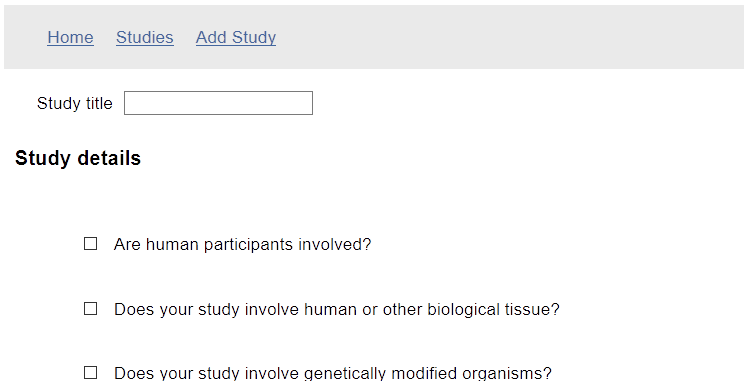 Home Studies Add Study
Study title
Study details
Are human participants involved?
Does your study involve human or other biological tissue?
Does your study involve genetically modified organisms?